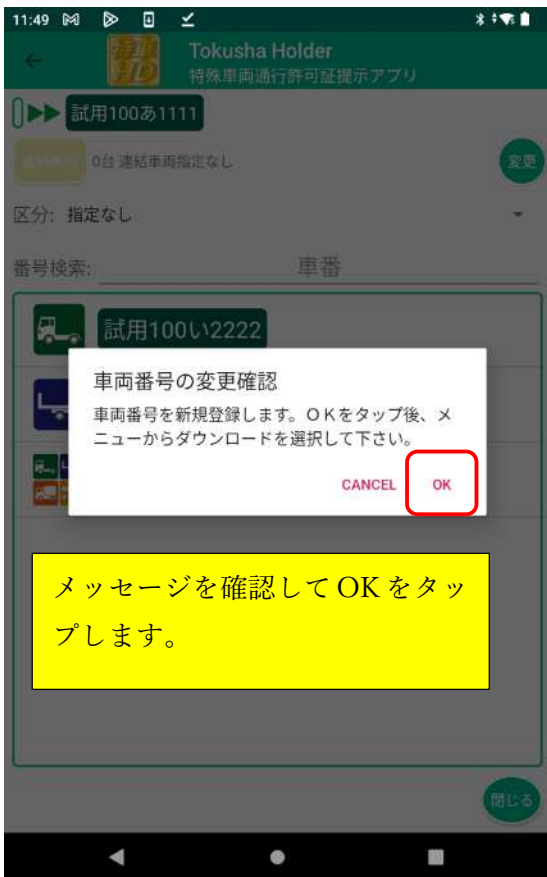 11:49
Tokusha Holder
特殊車両通行許可証提示アプリ
試用100あ1111
0台 連結車両指定なし
変更
区分: 指定なし
番号検索:
車番
試用100い2222
車両番号の変更確認
車両番号を新規登録します。ＯＫをタップ後、メ
ニューからダウンロードを選択して下さい。
CANCEL OK
メッセージを確認して OK をタッ
プします。
閉じる